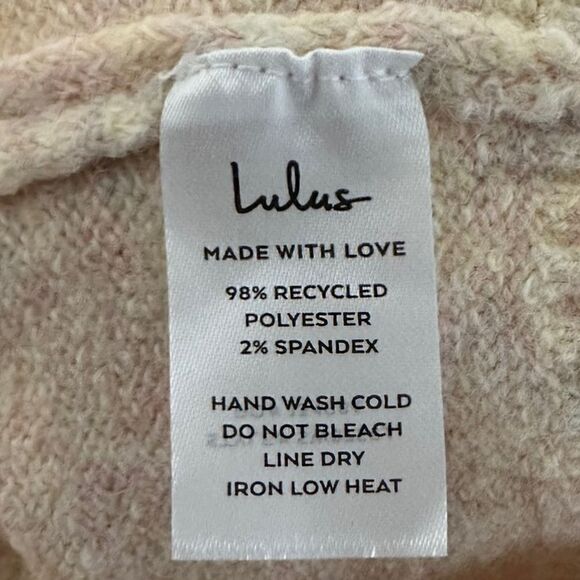 Lulus
MADE WITH LOVE
98% RECYCLED
POLYESTER
2% SPANDEX
HAND WASH COLD
DO NOT BLEACH
LINE DRY
IRON LOW HEAT